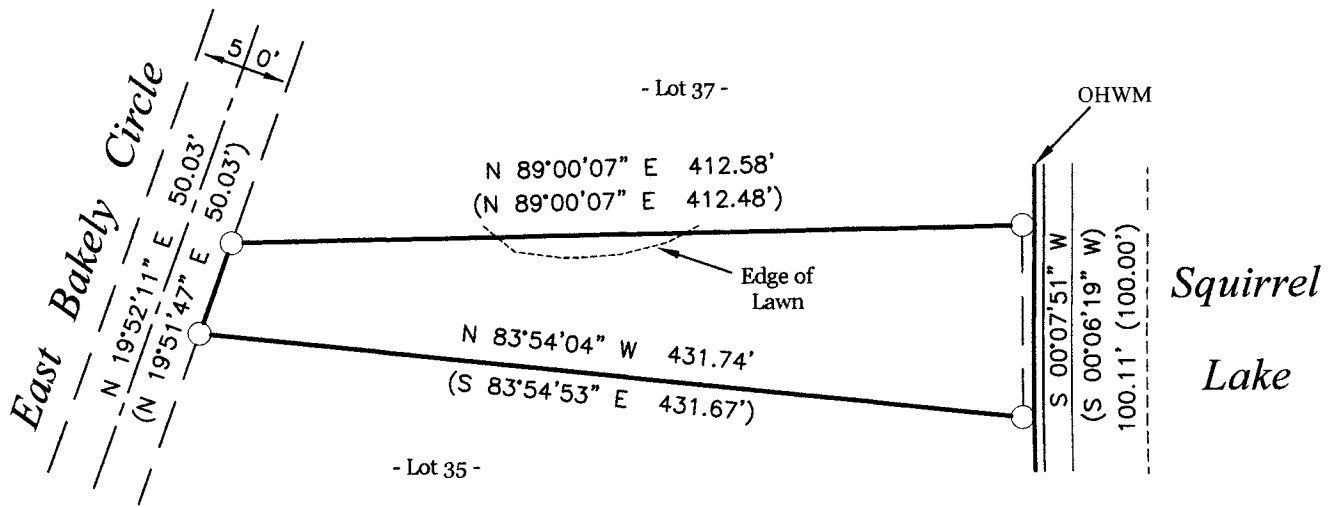 East Bakely Circle
5 0'
N 19°52'11" E 50.03'
(N 19°51'47" E 50.03')
- Lot 37 -
OHWM
N 89°00'07" E 412.58'
(N 89°00'07" E 412.48')
Edge of
Lawn
N 83°54'04" W 431.74'
(S 83°54'53" E 431.67')
- Lot 35 -
S 00°07'51" W
(S 00°06'19" W)
100.11' (100.00')
Squirrel
Lake